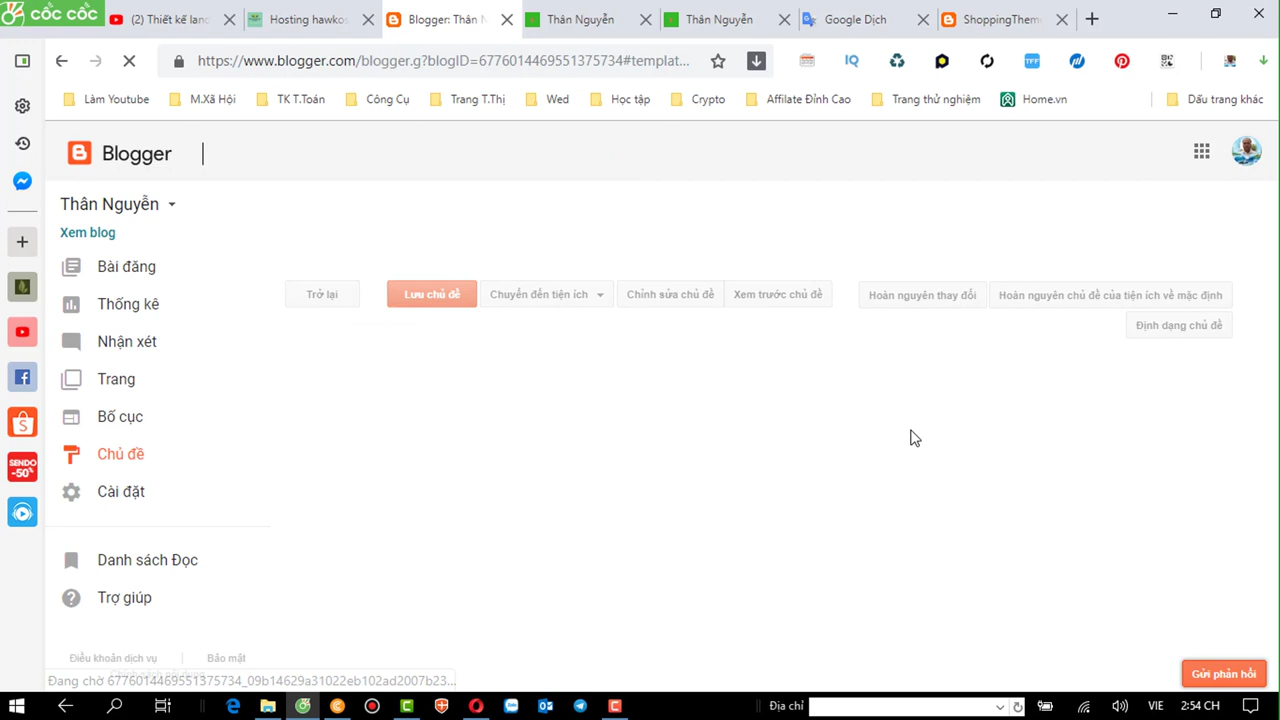 CỐC CỐC
(2) Thiết kế lanc
Hosting hawkos
Blogger: Thân N
Thân Nguyễn
Thân Nguyễn
Google Dịch
ShoppingThem
https://www.blogger.com/blogger.g?blogID=6776014469551375734#templat...
IQ
TFF
Làm Youtube
M.Xã Hội
TK T.Toán
Công Cụ
Trang T.Thị
Wed
Học tập
Crypto
Affilate Đỉnh Cao
Trang thử nghiệm
Home.vn
Dấu trang khác
Blogger
Thân Nguyễn
Xem blog
Bài đăng
Thống kê
Nhận xét
Trang
Bố cục
Chủ đề
Cài đặt
Danh sách Đọc
Trợ giúp
Trở lại
Lưu chủ đề
Chuyển đến tiện ích
Chỉnh sửa chủ đề
Xem trước chủ đề
Hoàn nguyên thay đổi
Hoàn nguyên chủ đề của tiện ích về mặc định
Định dạng chủ đề
SENDO
-50%
Điều khoản dịch vụ
Bảo mật
Gửi phản hồi
Đang chờ 6776014469551375734_09b14629a31022eb102ad2007b23...
Địa chỉ
VIE
2:54 CH